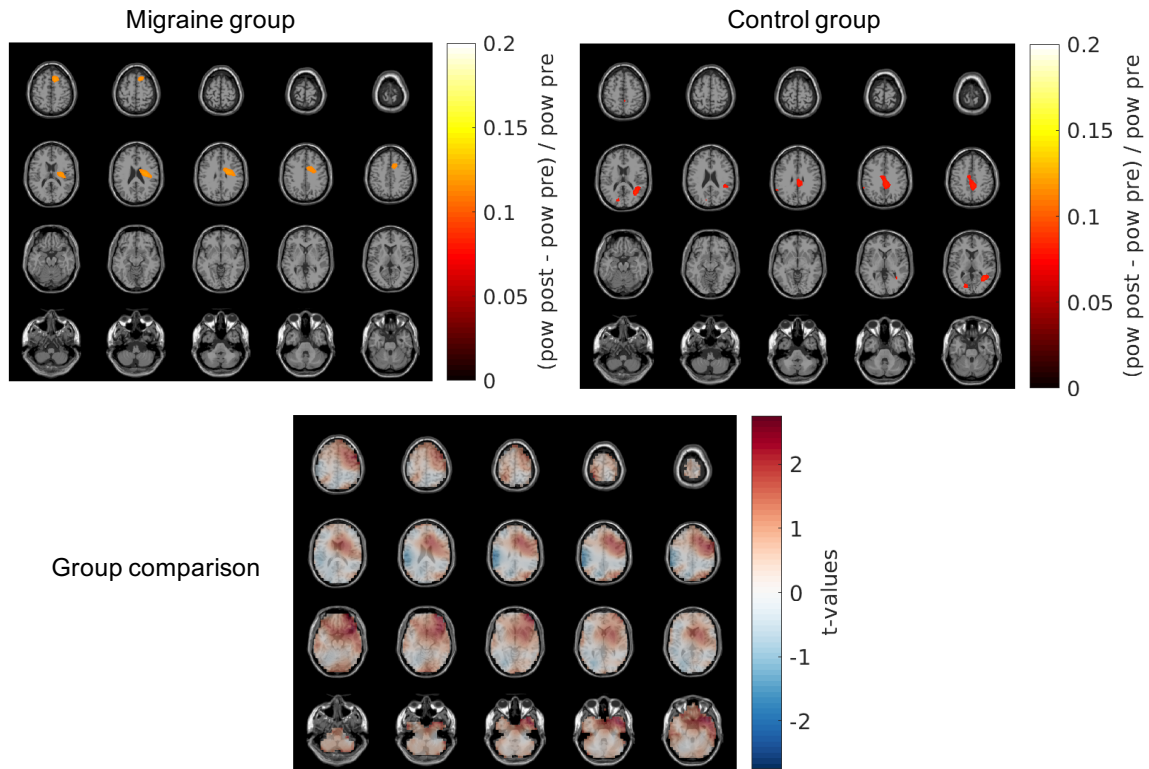 Migraine group
Control group
0.2
0.15
0.1
0.05
0
(pow post - pow pre) / pow pre
0.2
0.15
0.1
0.05
0
(pow post - pow pre) / pow pre
Group comparison
2
1
0
-1
-2
t-values